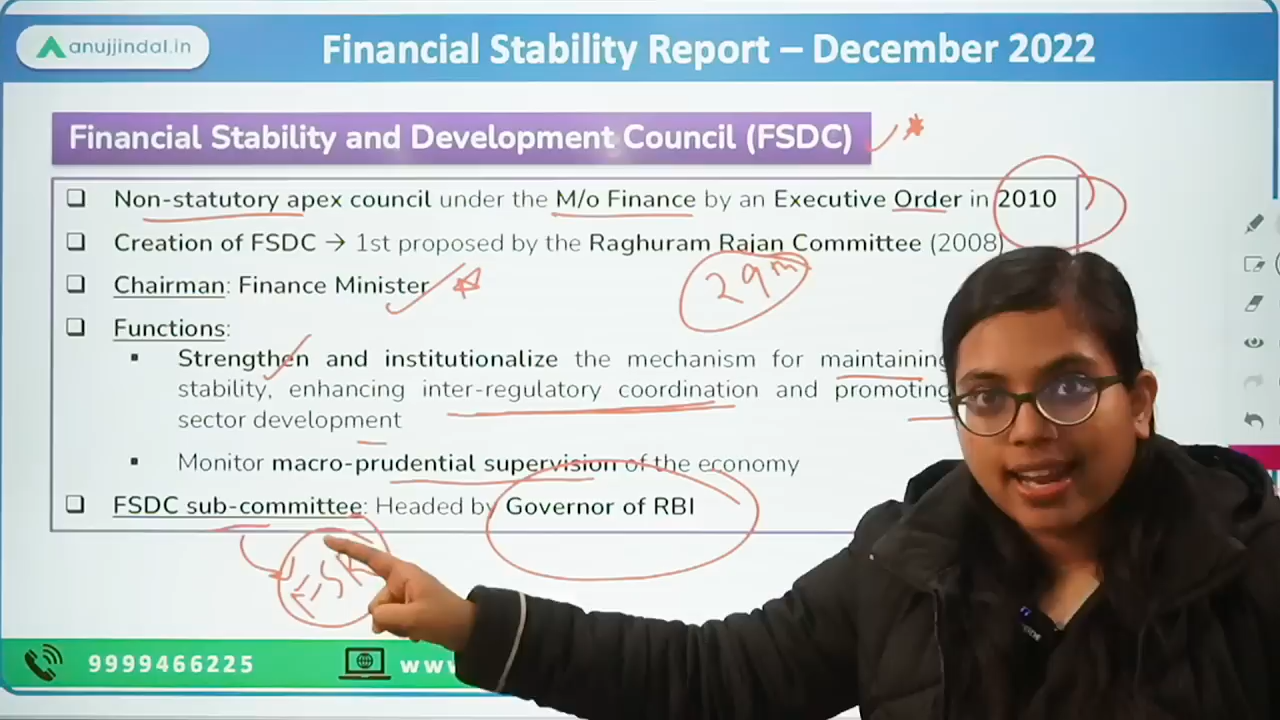 anujjindal.in
Financial Stability Report – December 2022
Financial Stability and Development Council (FSDC)
Non-statutory apex council under the M/o Finance by an Executive Order in 2010
Creation of FSDC → 1st proposed by the Raghuram Rajan Committee (2008)
29th
Chairman: Finance Minister
Functions:
Strengthen and institutionalize the mechanism for maintaining
stability, enhancing inter-regulatory coordination and promoting
sector development
Monitor macro-prudential supervision of the economy
FSDC sub-committee: Headed by Governor of RBI
9999466225